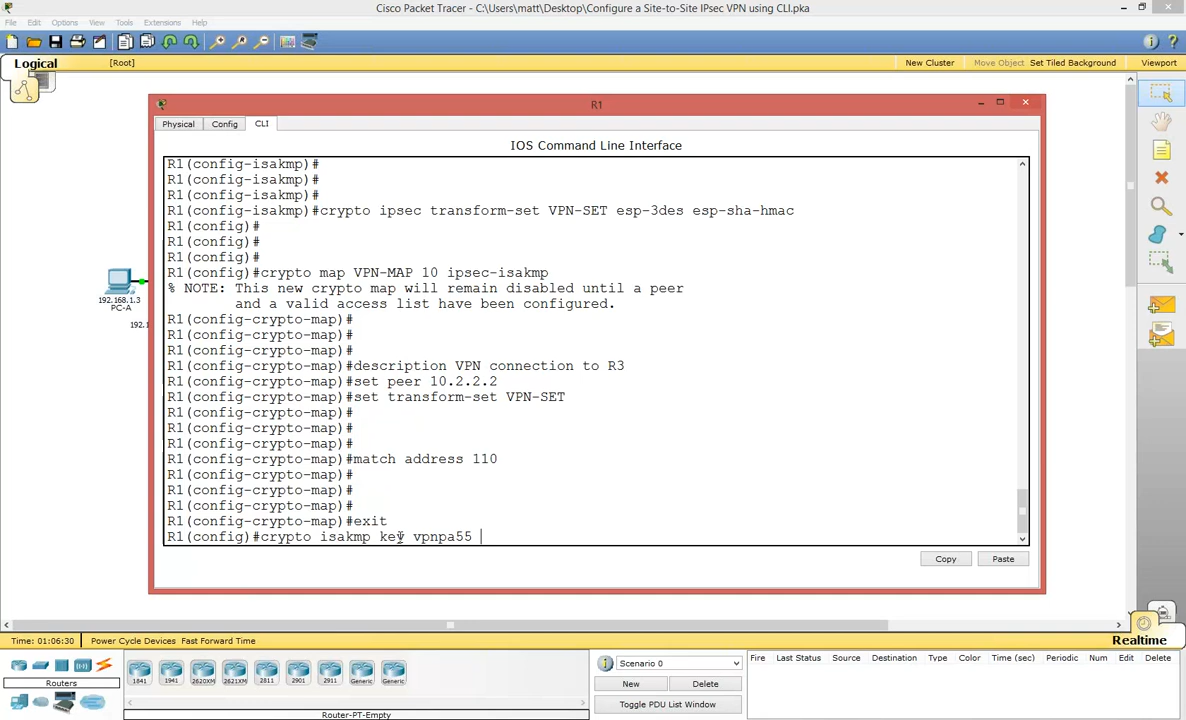 Cisco Packet Tracer - C:\Users\matt\Desktop\Configure a Site-to-Site IPsec VPN using CLI.pka
File Edit Options View Tools Extensions Help
Logical [Root] New Cluster Move Object Set Tiled Background Viewport
R1
Physical Config CLI
IOS Command Line Interface
R1(config-isakmp)#
R1(config-isakmp)#
R1(config-isakmp)#
R1(config-isakmp)#crypto ipsec transform-set VPN-SET esp-3des esp-sha-hmac
R1(config)#
R1(config)#
R1(config)#
R1(config)#crypto map VPN-MAP 10 ipsec-isakmp
% NOTE: This new crypto map will remain disabled until a peer
and a valid access list have been configured.
R1(config-crypto-map)#
R1(config-crypto-map)#
R1(config-crypto-map)#
R1(config-crypto-map)#description VPN connection to R3
R1(config-crypto-map)#set peer 10.2.2.2
R1(config-crypto-map)#set transform-set VPN-SET
R1(config-crypto-map)#
R1(config-crypto-map)#
R1(config-crypto-map)#
R1(config-crypto-map)#match address 110
R1(config-crypto-map)#
R1(config-crypto-map)#
R1(config-crypto-map)#
R1(config-crypto-map)#exit
R1(config)#crypto isakmp key vpnpa55
Copy Paste
192.168.1.3
PC-A
192.1
Time: 01:06:30 Power Cycle Devices Fast Forward Time
Realtime
Routers
1841 1941 2620XM 2621XM 2811 2901 2911 Generic Generic
Router-PT-Empty
Scenario 0
New Delete
Toggle PDU List Window
Fire Last Status Source Destination Type Color Time (sec) Periodic Num Edit Delete